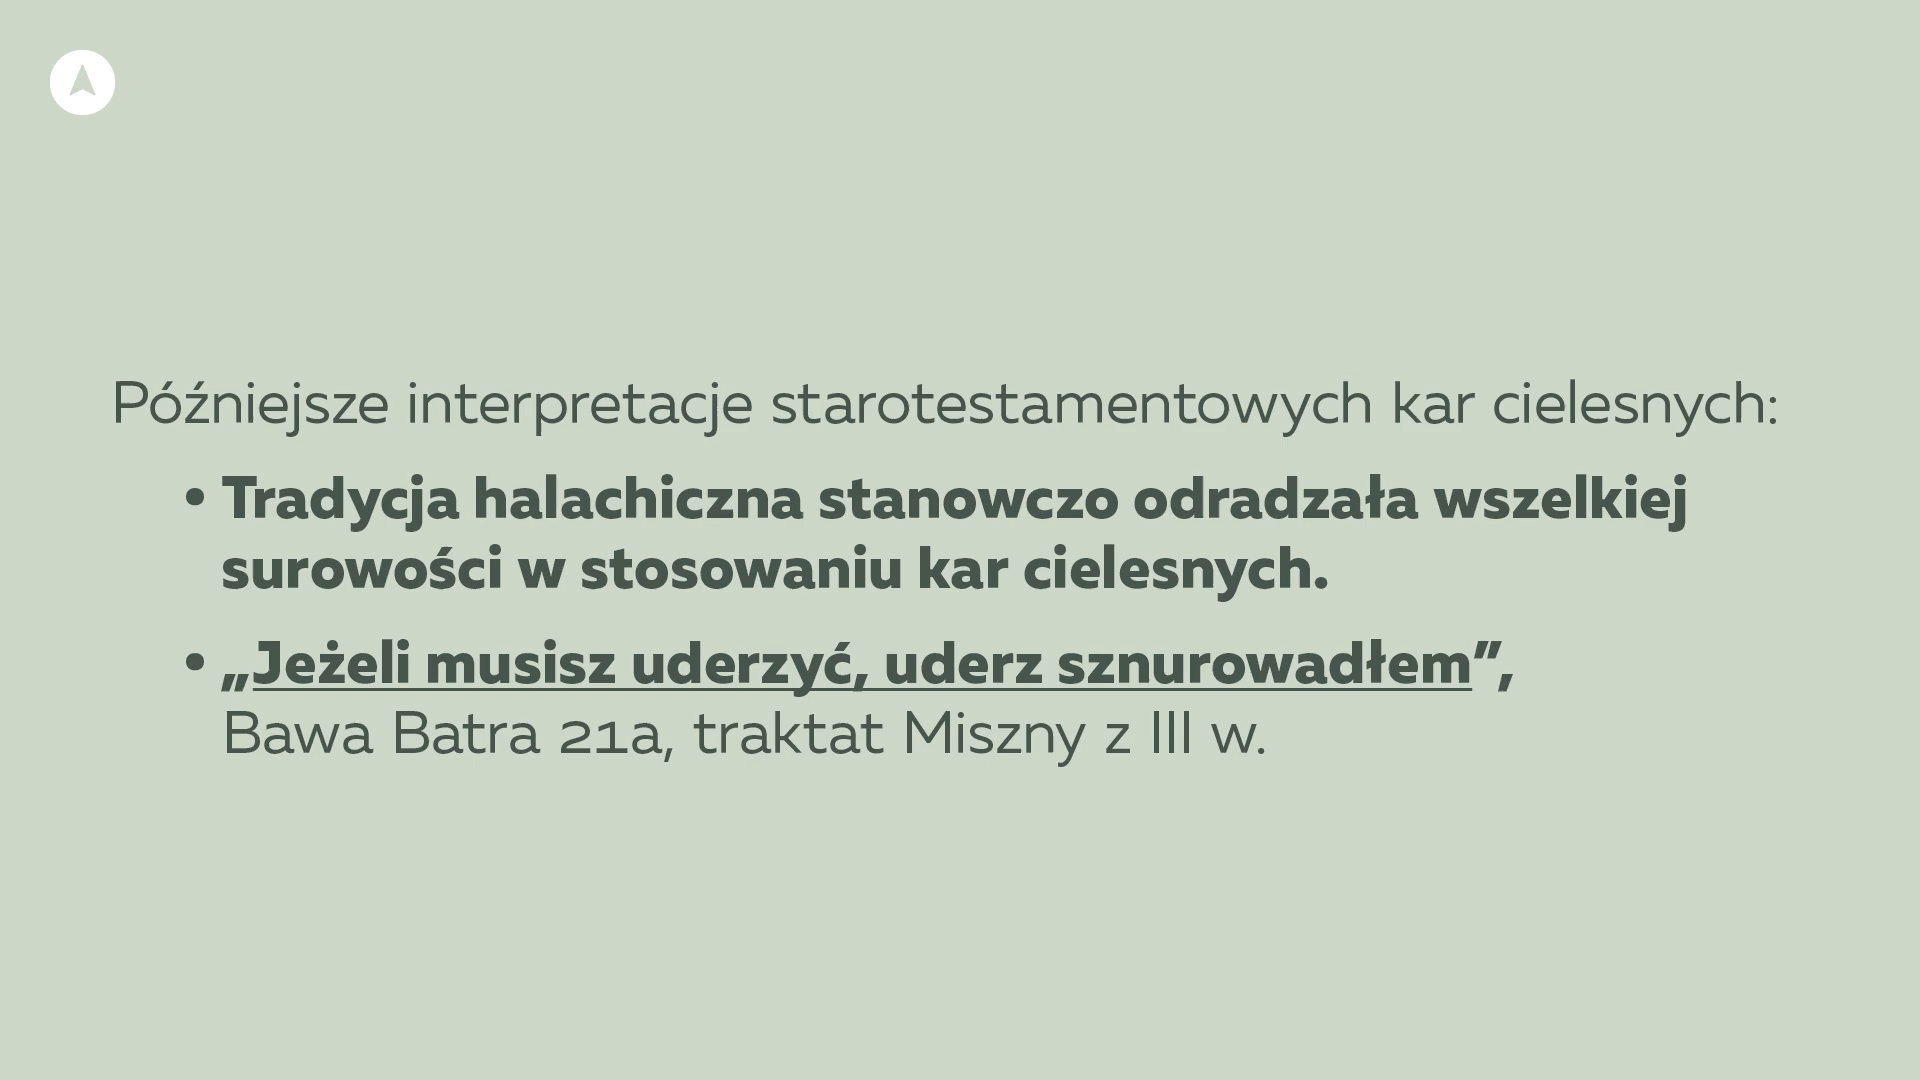 Późniejsze interpretacje starotestamentowych kar cielesnych:
• Tradycja halachiczna stanowczo odradzała wszelkiej
surowości w stosowaniu kar cielesnych.
• „Jeżeli musisz uderzyć, uderz sznurowadłem”,
Bawa Batra 21a, traktat Miszny z III w.